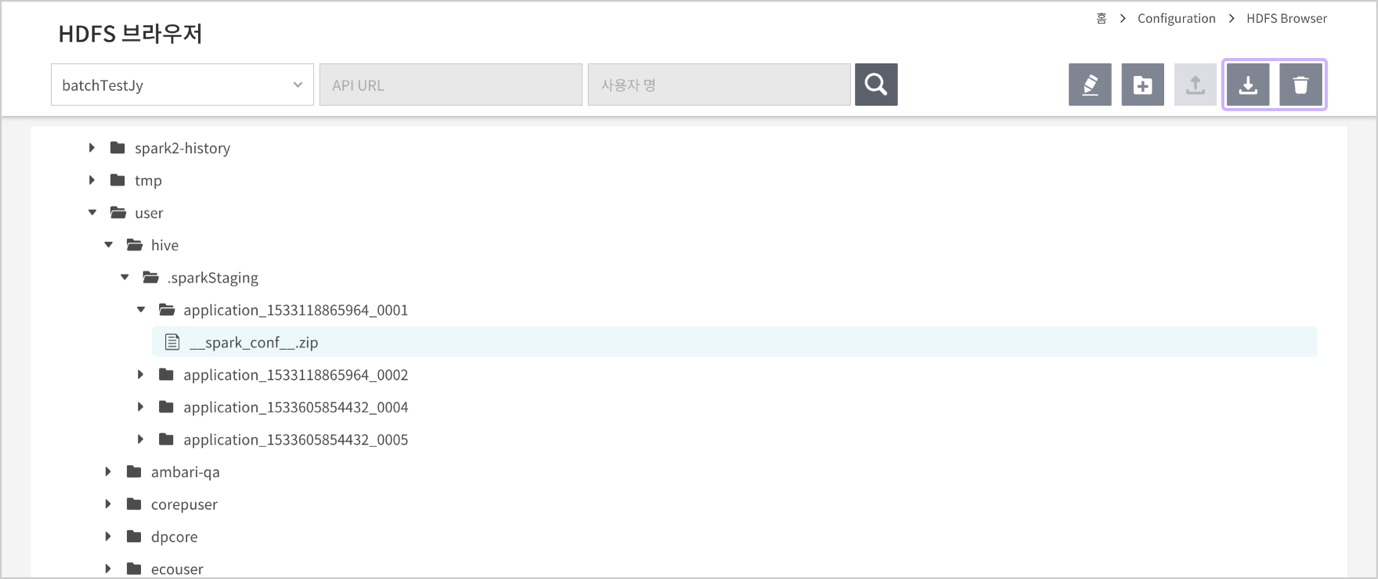 홈 > Configuration > HDFS Browser
HDFS 브라우저
batchTestJy API URL 사용자 명
spark2-history
tmp
user
hive
.sparkStaging
application_1533118865964_0001
__spark_conf__.zip
application_1533118865964_0002
application_1533605854432_0004
application_1533605854432_0005
ambari-qa
corepuser
dpcore
ecouser